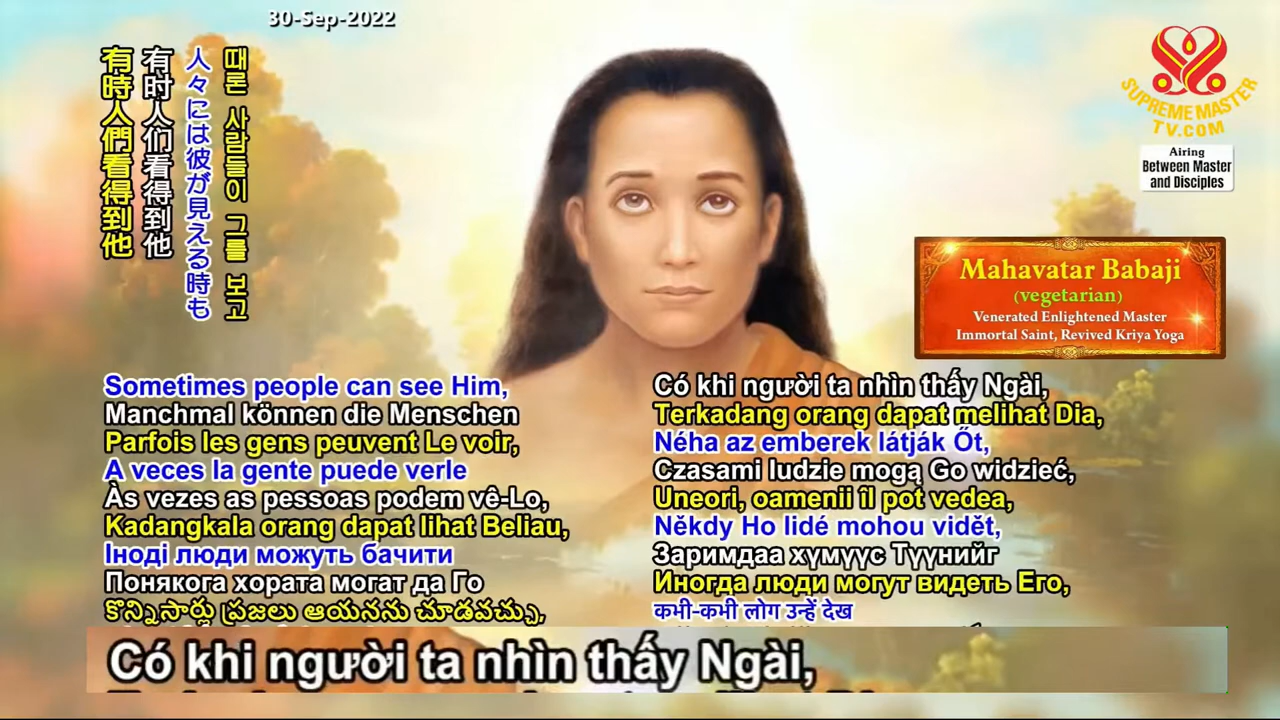 30-Sep-2022
有時人們看得到他
有时人们看得到他
人々には彼が見える時も
때론 사람들이 그를 보고
SUPREME MASTER
TV.COM
Airing
Between Master
and Disciples
Mahavatar Babaji
(vegetarian)
Venerated Enlightened Master
Immortal Saint, Revived Kriya Yoga
Sometimes people can see Him,
Manchmal können die Menschen
Parfois les gens peuvent Le voir,
A veces la gente puede verle
Às vezes as pessoas podem vê-Lo,
Kadangkala orang dapat lihat Beliau,
Іноді люди можуть бачити
Понякога хората могат да Го
కొన్నిసార్లు ప్రజలు ఆయనను చూడవచ్చు,
Có khi người ta nhìn thấy Ngài,
Terkadang orang dapat melihat Dia,
Néha az emberek látják Őt,
Czasami ludzie mogą Go widzieć,
Uneori, oamenii îl pot vedea,
Někdy Ho lidé mohou vidět,
Заримдаа хүмүүс Түүнийг
Иногда люди могут видеть Его,
कभी-कभी लोग उन्हें देख
Có khi người ta nhìn thấy Ngài,